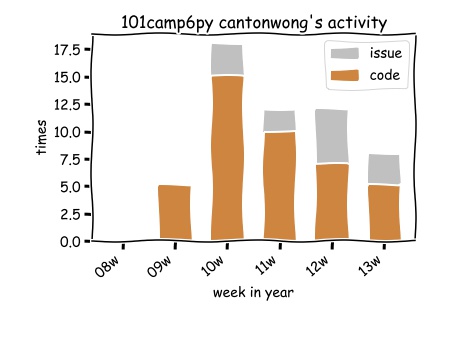 101camp6py cantonwong's activity
issue
code
17.5
15.0
12.5
10.0
7.5
5.0
2.5
0.0
times
08w 09w 10w 11w 12w 13w
week in year